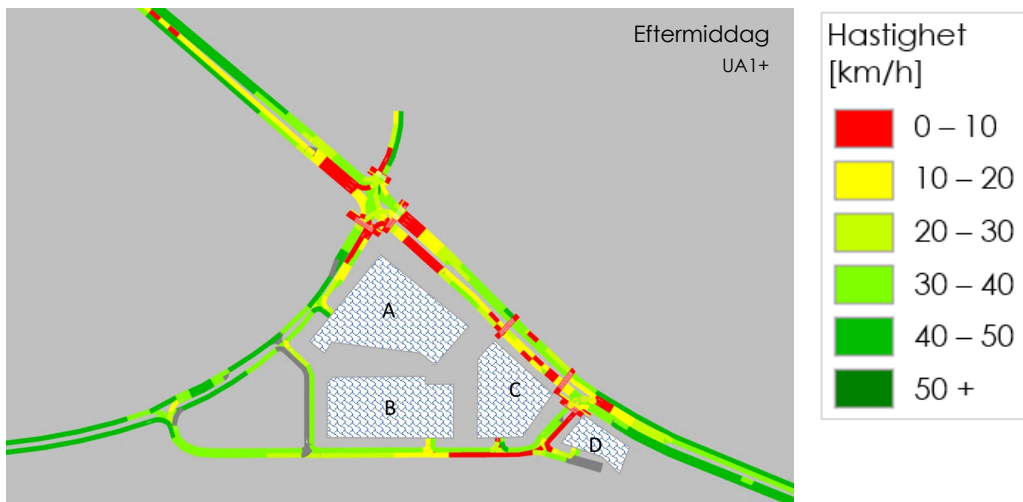 Eftermiddag
UA1+
A
B
C
D
Hastighet
[km/h]
0 – 10
10 – 20
20 – 30
30 – 40
40 – 50
50 +